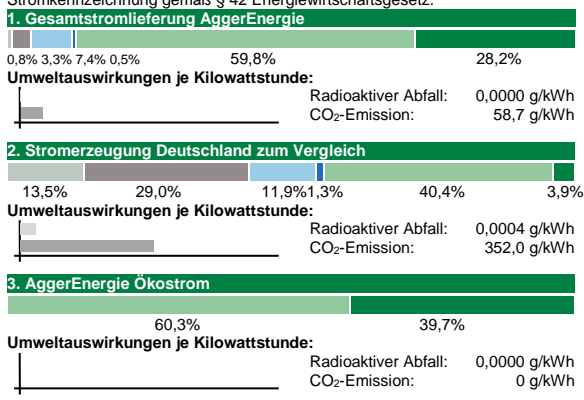 Stromkennzeichnung gemäß § 42 Energiewirtschaftsgesetz:
1. Gesamtstromlieferung AggerEnergie
0,8% 3,3% 7,4% 0,5% 59,8% 28,2%
Umweltauswirkungen je Kilowattstunde:
Radioaktiver Abfall: 0,0000 g/kWh
CO₂-Emission: 58,7 g/kWh
2. Stromerzeugung Deutschland zum Vergleich
13,5% 29,0% 11,9% 1,3% 40,4% 3,9%
Umweltauswirkungen je Kilowattstunde:
Radioaktiver Abfall: 0,0004 g/kWh
CO₂-Emission: 352,0 g/kWh
3. AggerEnergie Ökostrom
60,3% 39,7%
Umweltauswirkungen je Kilowattstunde:
Radioaktiver Abfall: 0,0000 g/kWh
CO₂-Emission: 0 g/kWh